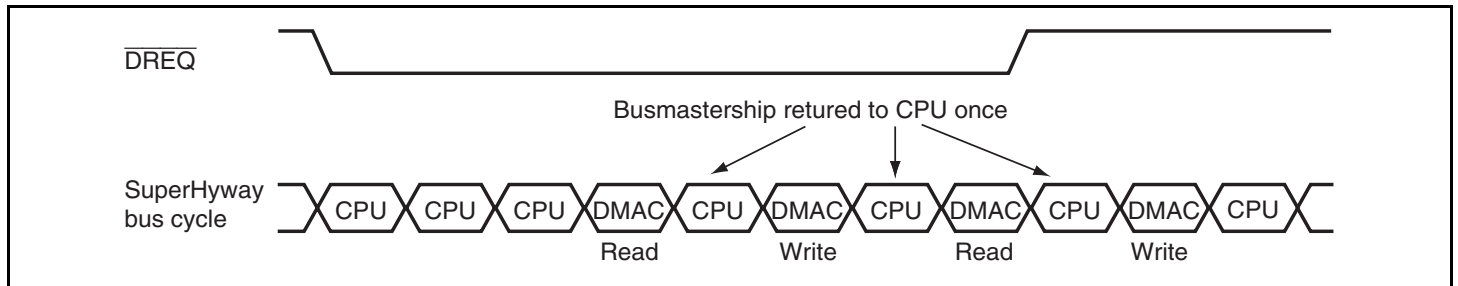 DREQ
Busmastership retured to CPU once
SuperHyway
bus cycle
CPU CPU CPU DMAC CPU DMAC CPU DMAC CPU DMAC CPU
Read Write Read Write